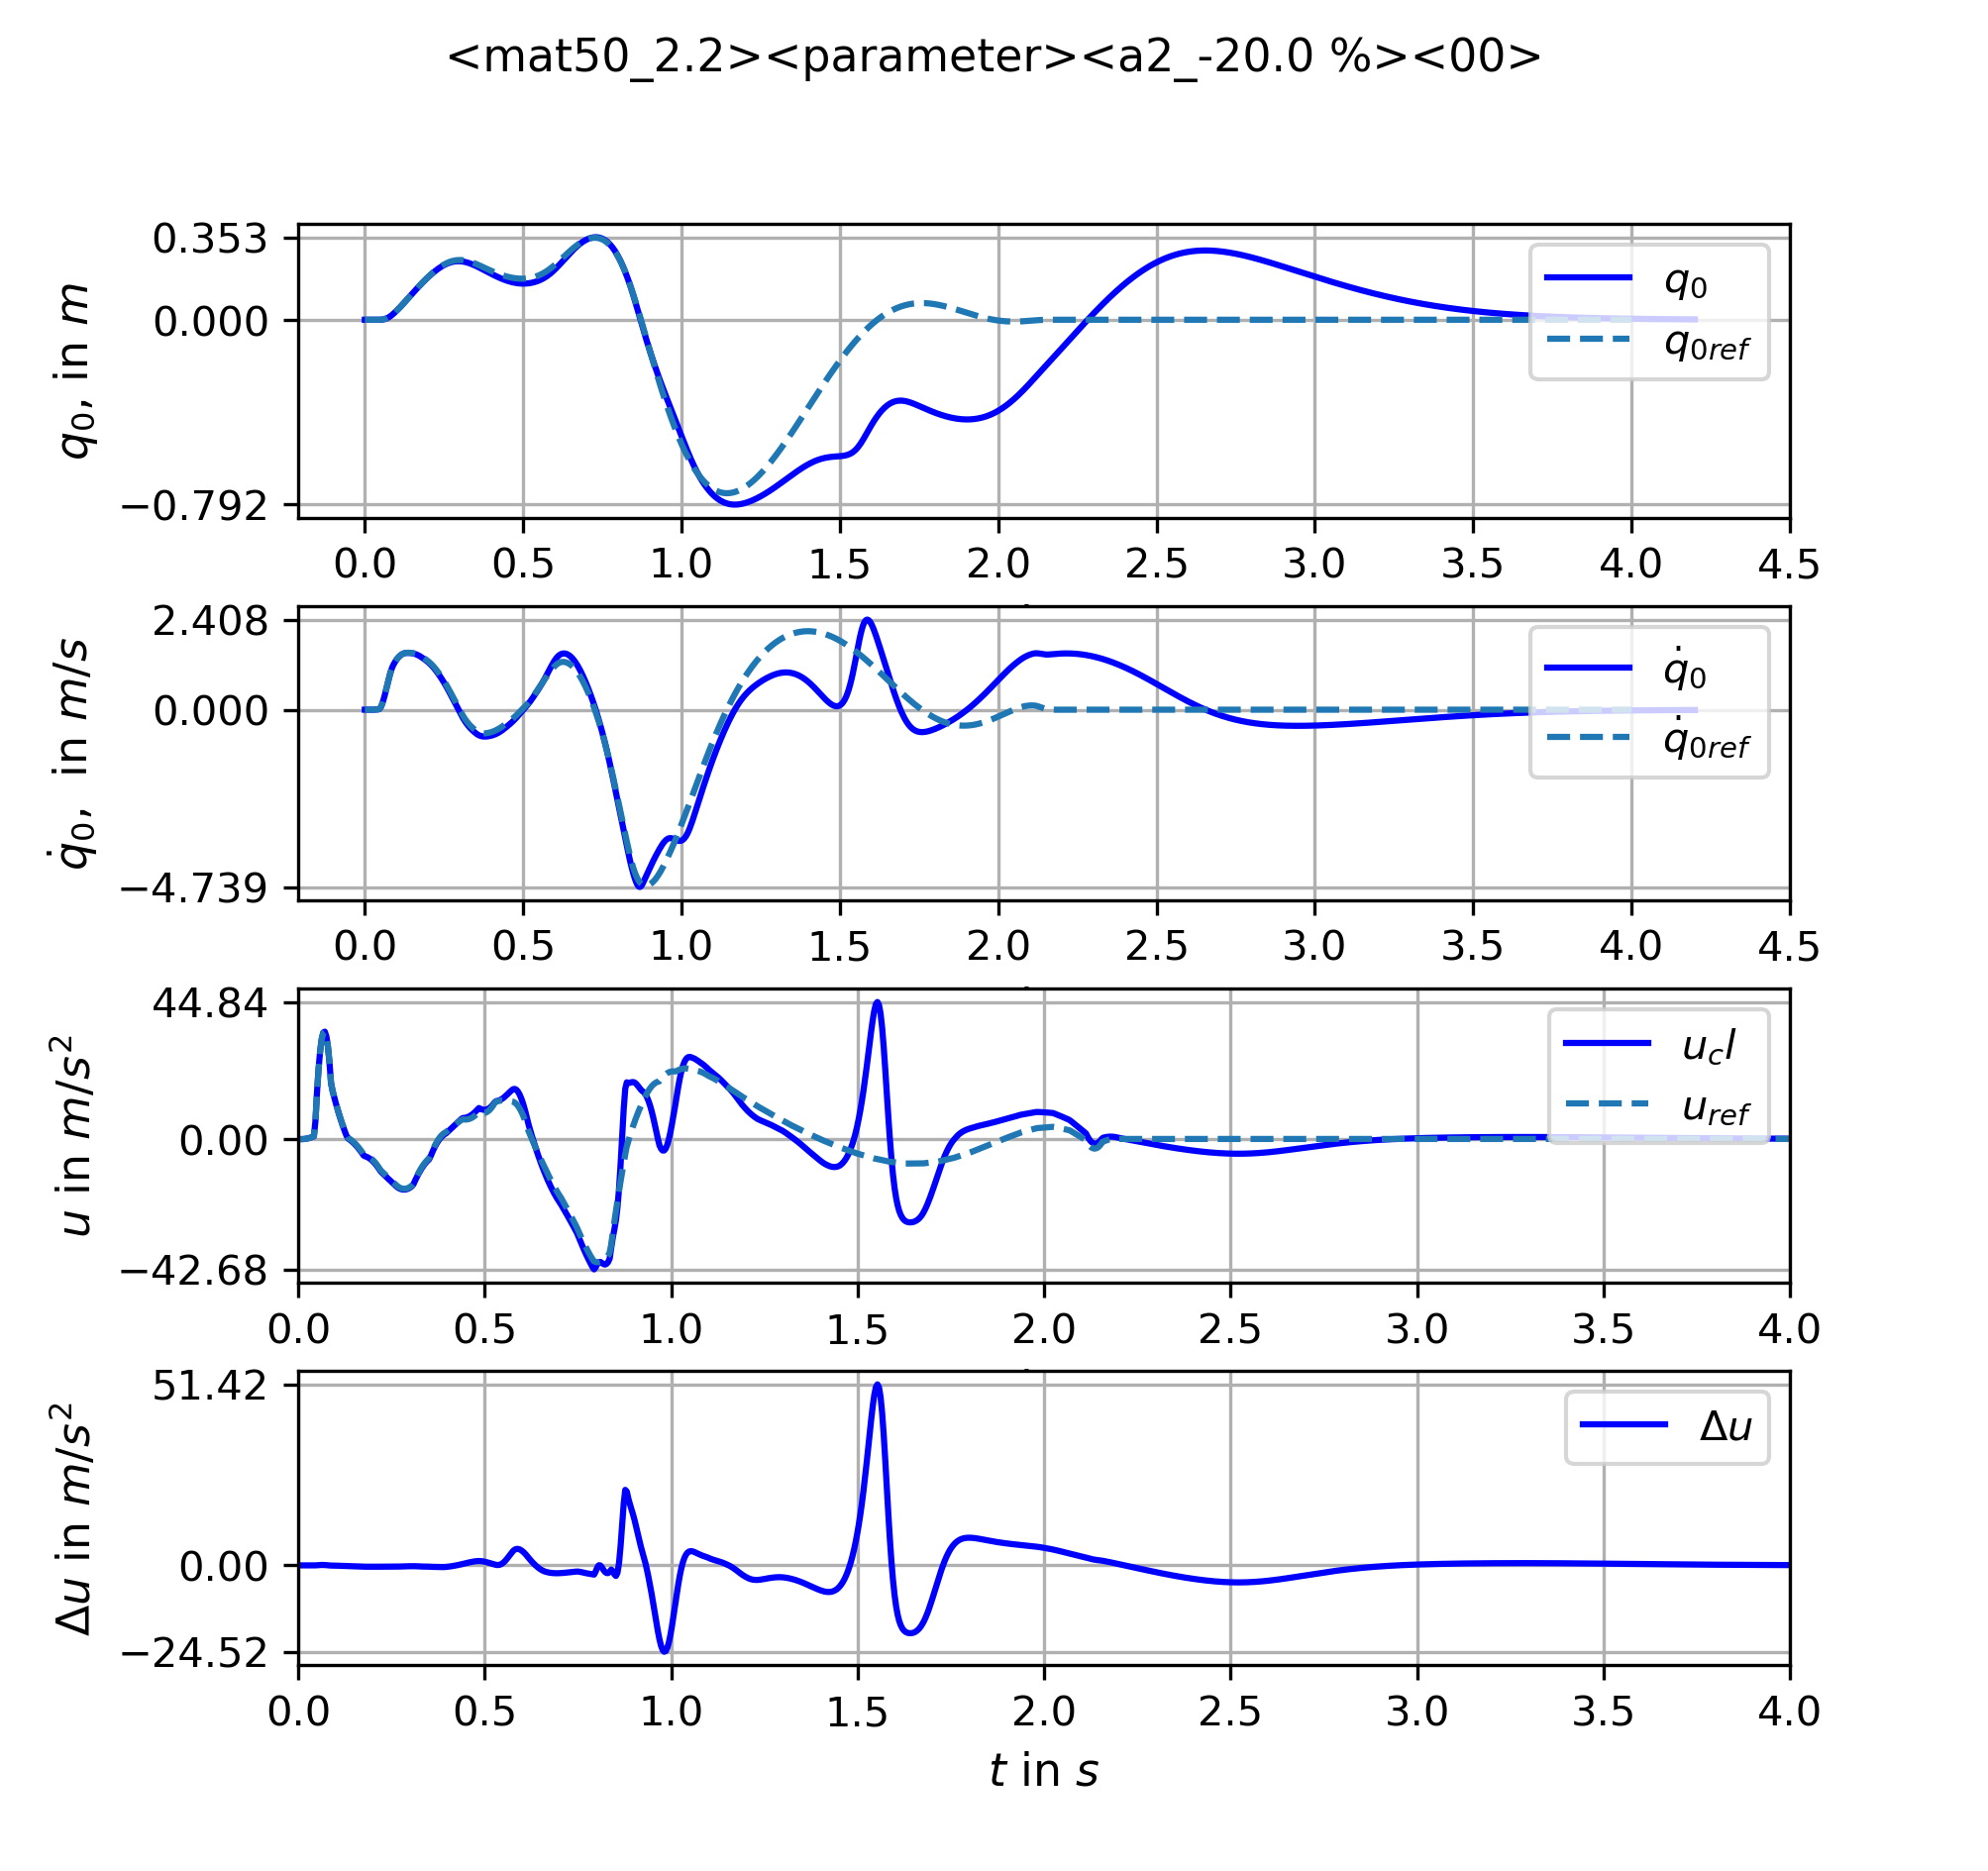 <mat50_2.2><parameter><a2_-20.0 %><00>
0.353
0.000
−0.792
q₀, in m
q₀
q₀ref
0.0 0.5 1.0 1.5 2.0 2.5 3.0 3.5 4.0 4.5
2.408
0.000
−4.739
q̇₀, in m/s
q̇₀
q̇₀ref
0.0 0.5 1.0 1.5 2.0 2.5 3.0 3.5 4.0 4.5
44.84
0.00
−42.68
u in m/s²
u_cl
u_ref
0.0 0.5 1.0 1.5 2.0 2.5 3.0 3.5 4.0
51.42
0.00
−24.52
Δu in m/s²
Δu
0.0 0.5 1.0 1.5 2.0 2.5 3.0 3.5 4.0
t in s